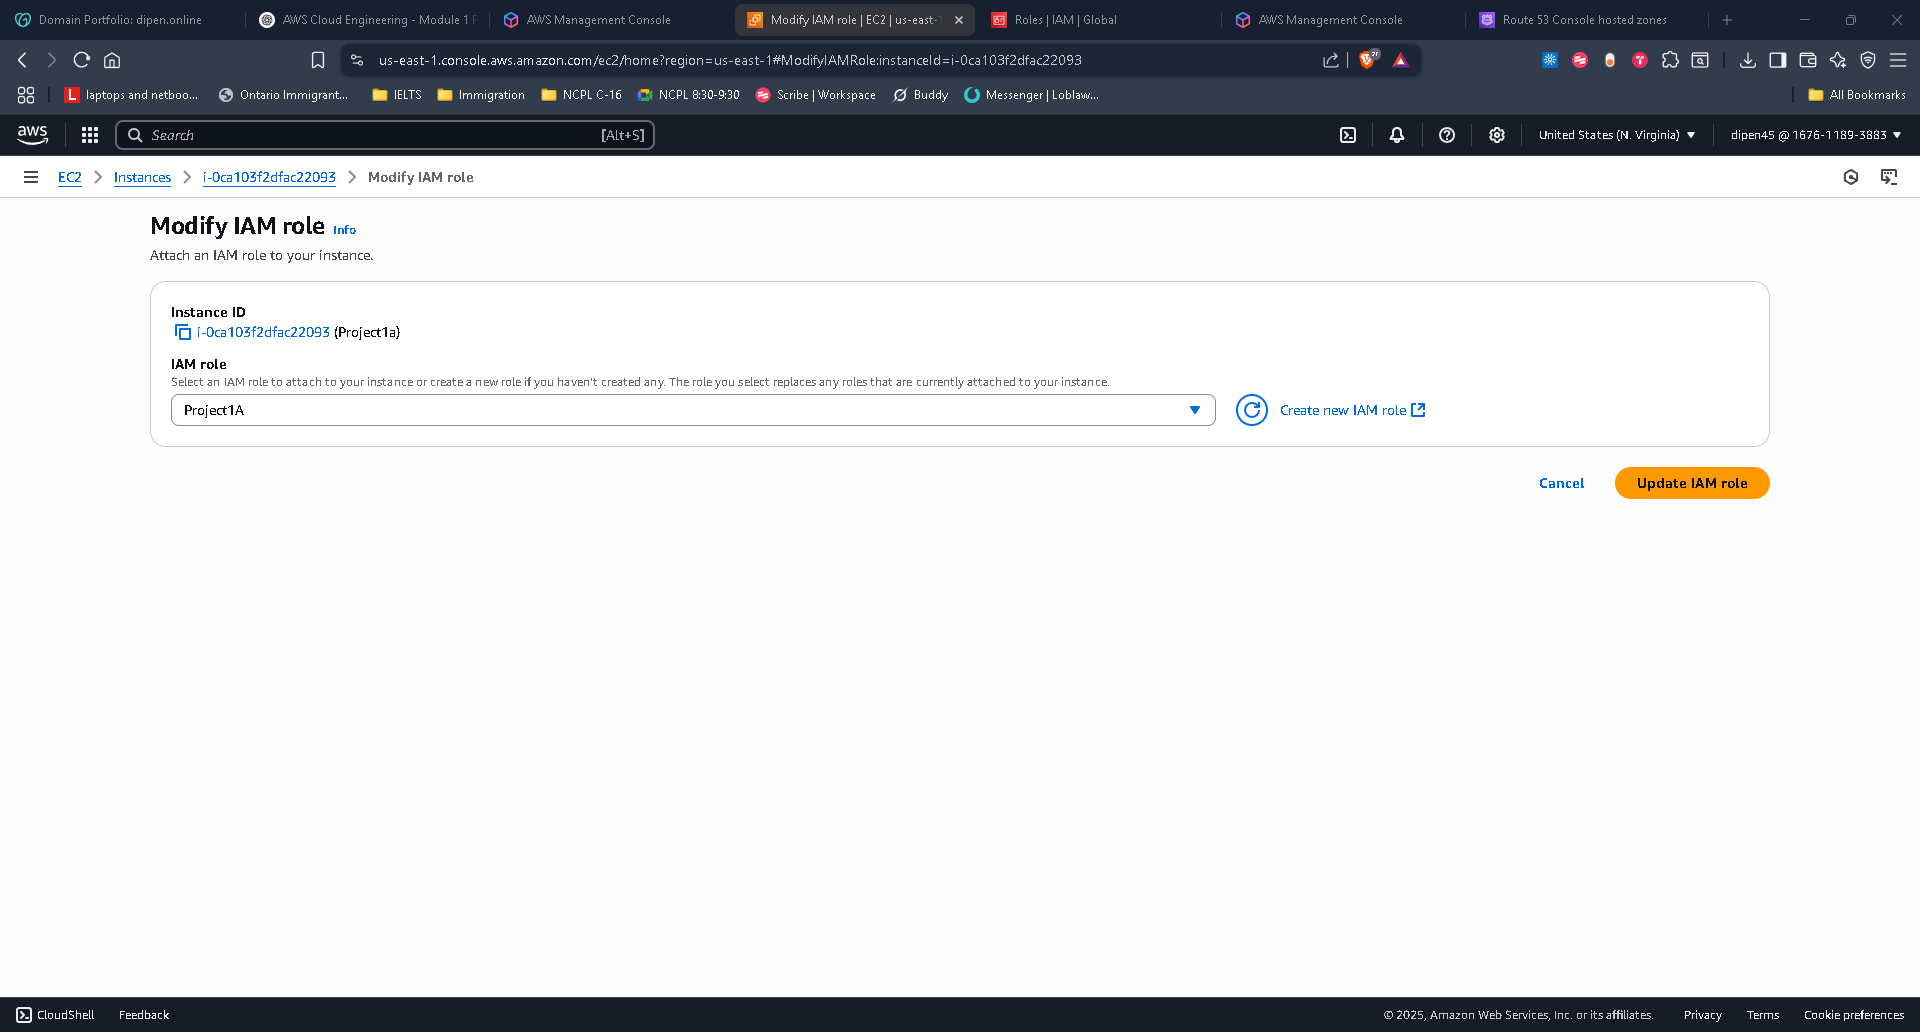 Domain Portfolio: dipen.online
AWS Cloud Engineering - Module 1 P
AWS Management Console
Modify IAM role | EC2 | us-east-1
Roles | IAM | Global
AWS Management Console
Route 53 Console hosted zones
us-east-1.console.aws.amazon.com/ec2/home?region=us-east-1#ModifyIAMRole:instanceId=i-0ca103f2dfac22093
laptops and netboo...
Ontario Immigrant...
IELTS
Immigration
NCPL C-16
NCPL 8:30-9:30
Scribe | Workspace
Buddy
Messenger | Loblaw...
All Bookmarks
aws
Search
[Alt+S]
United States (N. Virginia)
dipen45 @ 1676-1189-3883
EC2
Instances
i-0ca103f2dfac22093
Modify IAM role
Modify IAM role Info
Attach an IAM role to your instance.
Instance ID
i-0ca103f2dfac22093 (Project1a)
IAM role
Select an IAM role to attach to your instance or create a new role if you haven't created any. The role you select replaces any roles that are currently attached to your instance.
Project1A
Create new IAM role
Cancel
Update IAM role
CloudShell
Feedback
© 2025, Amazon Web Services, Inc. or its affiliates.
Privacy
Terms
Cookie preferences